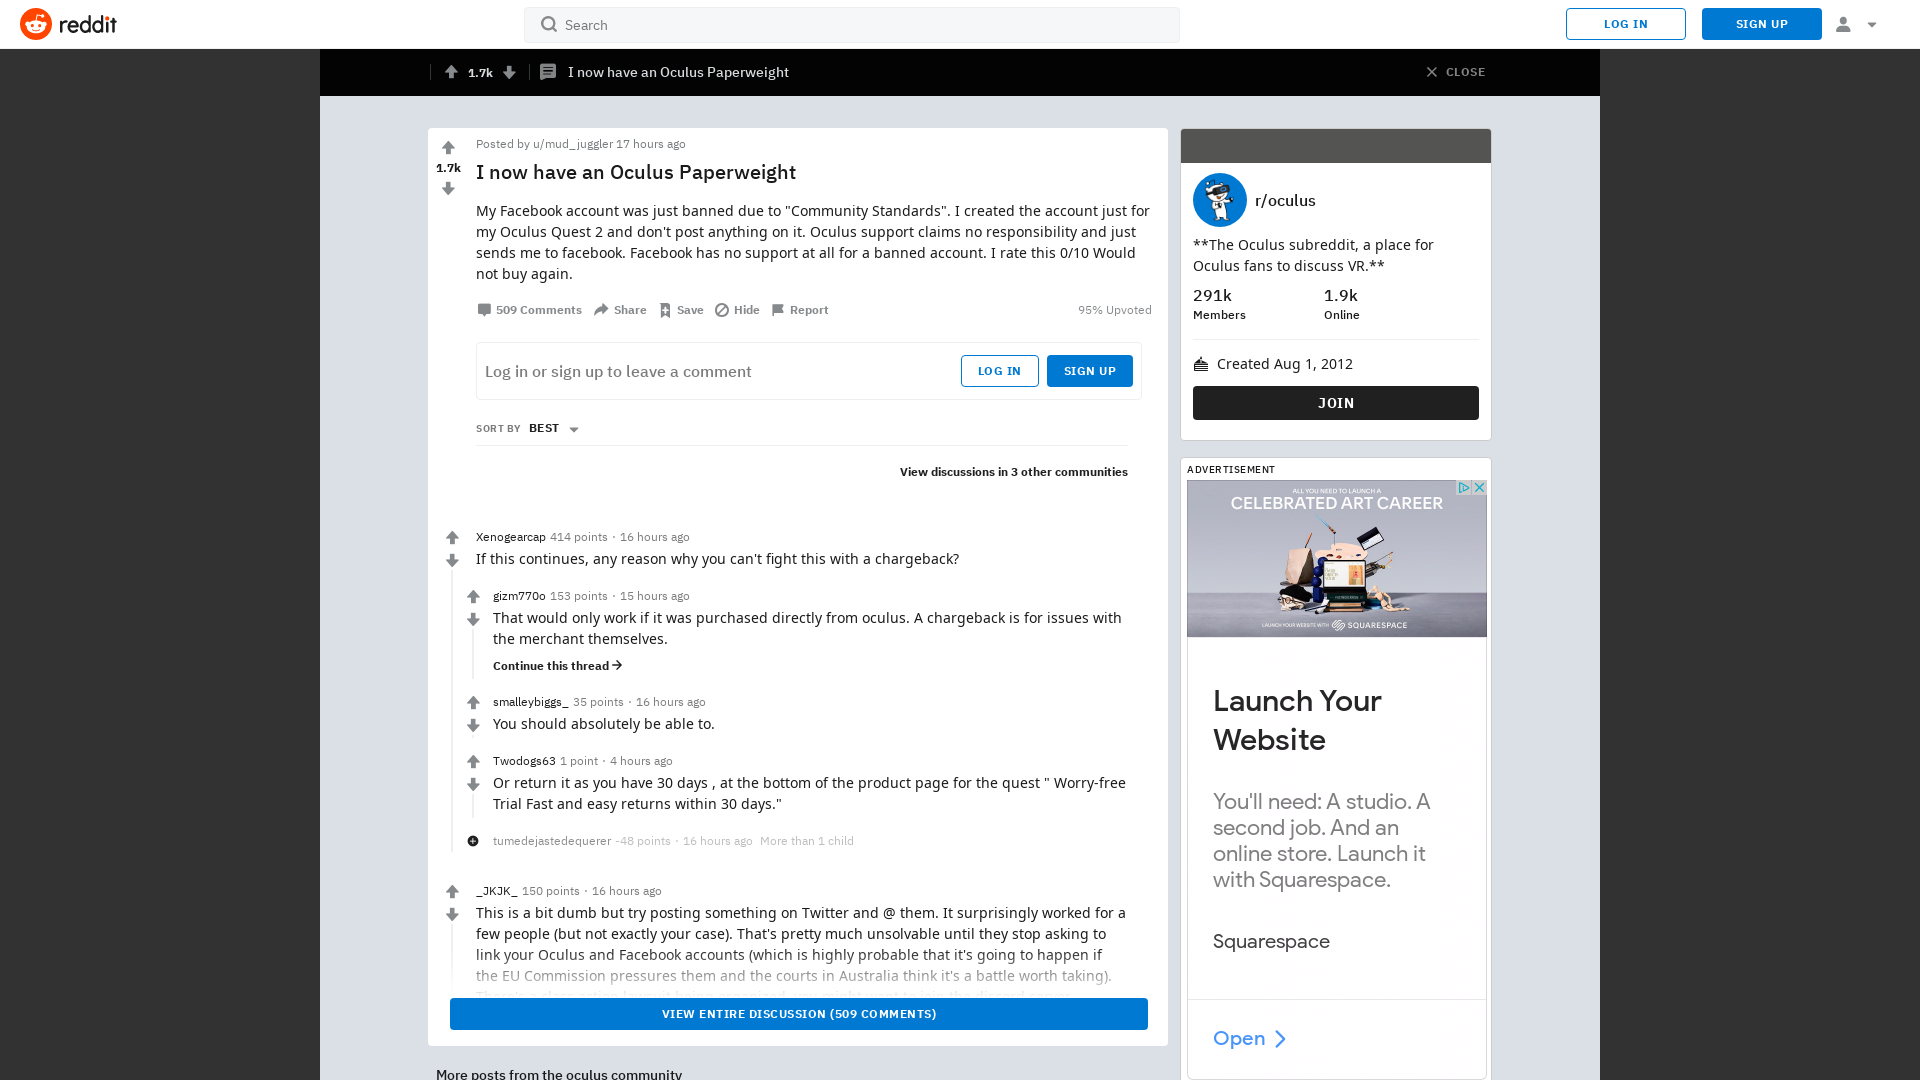 reddit
Search
LOG IN
SIGN UP
1.7k
I now have an Oculus Paperweight
CLOSE
Posted by u/mud_juggler 17 hours ago
1.7k
I now have an Oculus Paperweight
My Facebook account was just banned due to "Community Standards". I created the account just for
my Oculus Quest 2 and don't post anything on it. Oculus support claims no responsibility and just
sends me to facebook. Facebook has no support at all for a banned account. I rate this 0/10 Would
not buy again.
509 Comments Share Save Hide Report 95% Upvoted
Log in or sign up to leave a comment LOG IN SIGN UP
SORT BY BEST
View discussions in 3 other communities
Xenogearcap 414 points · 16 hours ago
If this continues, any reason why you can't fight this with a chargeback?
gizm770o 153 points · 15 hours ago
That would only work if it was purchased directly from oculus. A chargeback is for issues with
the merchant themselves.
Continue this thread
smalleybiggs_ 35 points · 16 hours ago
You should absolutely be able to.
Twodogs63 1 point · 4 hours ago
Or return it as you have 30 days , at the bottom of the product page for the quest " Worry-free
Trial Fast and easy returns within 30 days."
tumedejastedequerer -48 points · 16 hours ago More than 1 child
_JKJK_ 150 points · 16 hours ago
This is a bit dumb but try posting something on Twitter and @ them. It surprisingly worked for a
few people (but not exactly your case). That's pretty much unsolvable until they stop asking to
link your Oculus and Facebook accounts (which is highly probable that it's going to happen if
the EU Commission pressures them and the courts in Australia think it's a battle worth taking).
VIEW ENTIRE DISCUSSION (509 COMMENTS)
More posts from the oculus community
r/oculus
**The Oculus subreddit, a place for
Oculus fans to discuss VR.**
291k
Members
1.9k
Online
Created Aug 1, 2012
JOIN
ADVERTISEMENT
ALL YOU NEED TO LAUNCH A
CELEBRATED ART CAREER
LAUNCH YOUR WEBSITE WITH SQUARESPACE
Launch Your
Website
You'll need: A studio. A
second job. And an
online store. Launch it
with Squarespace.
Squarespace
Open